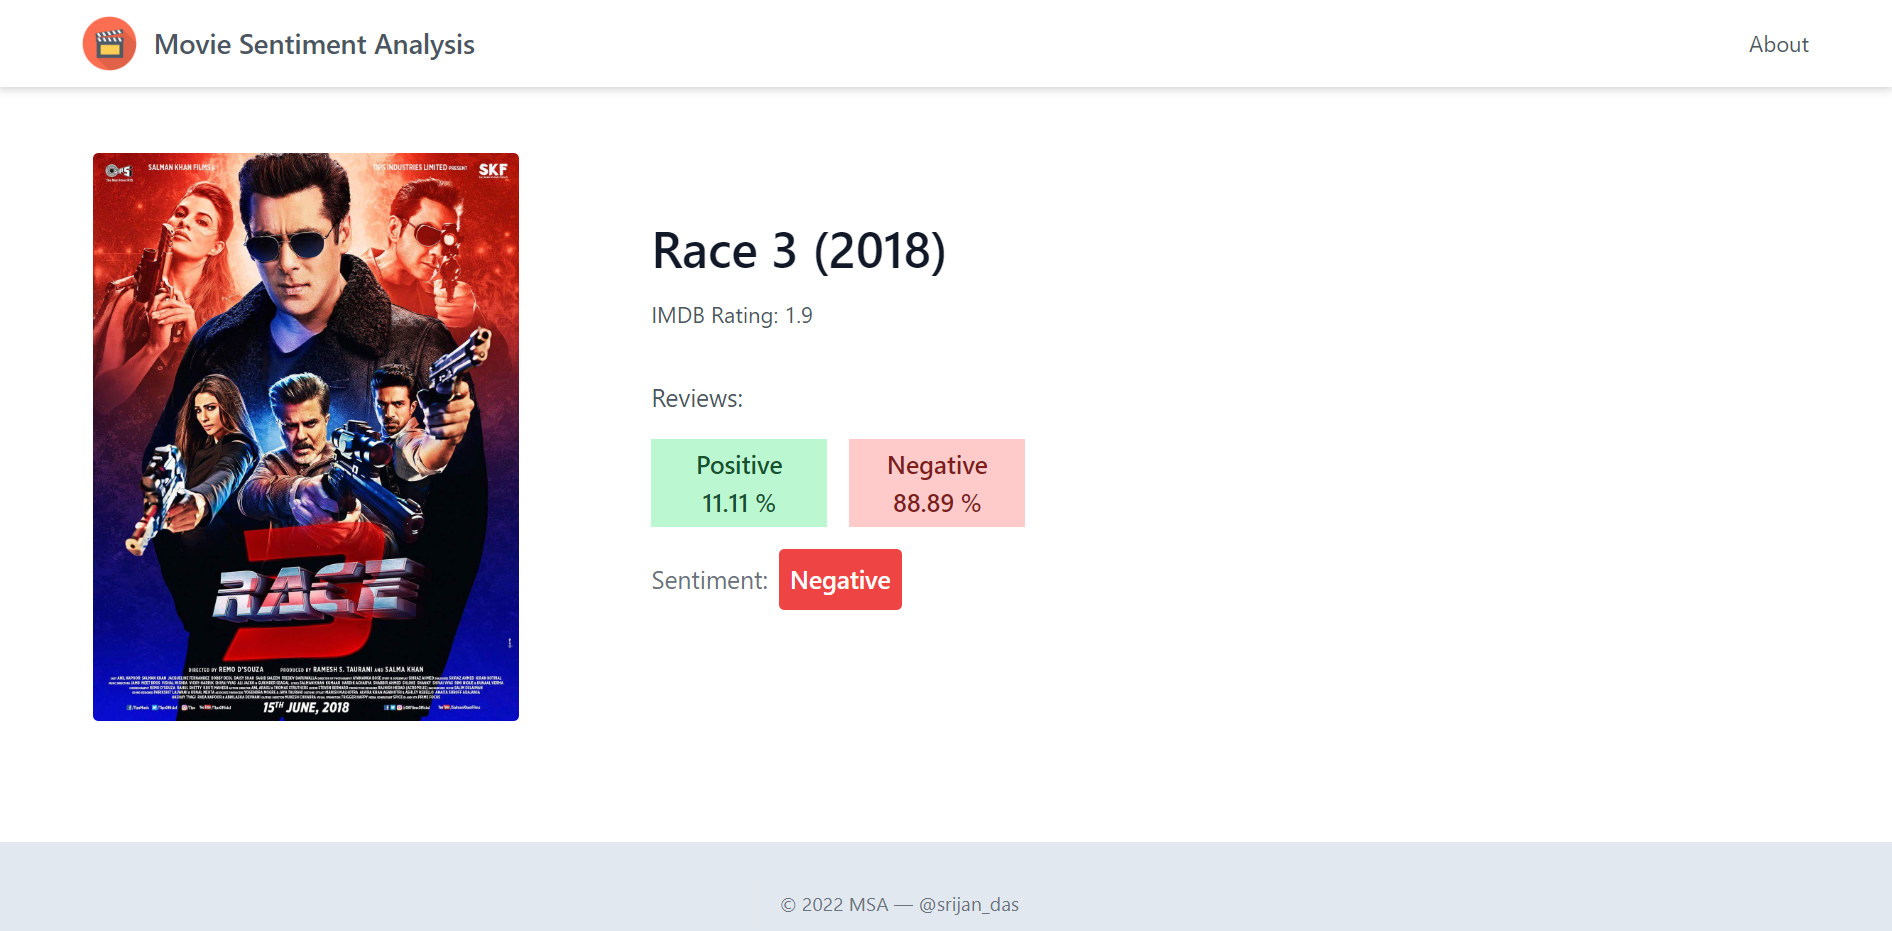 Movie Sentiment Analysis
About
SALMAN KHAN FILMS
TIPS INDUSTRIES LIMITED PRESENT
SKF
Race 3 (2018)
IMDB Rating: 1.9
Reviews:
Positive
11.11 %
Negative
88.89 %
Sentiment: Negative
3
RACE
DIRECTED BY REMO D'SOUZA PRODUCED BY RAMESH S. TAURANI AND SALMA KHAN
15TH JUNE, 2018
© 2022 MSA — @srijan_das